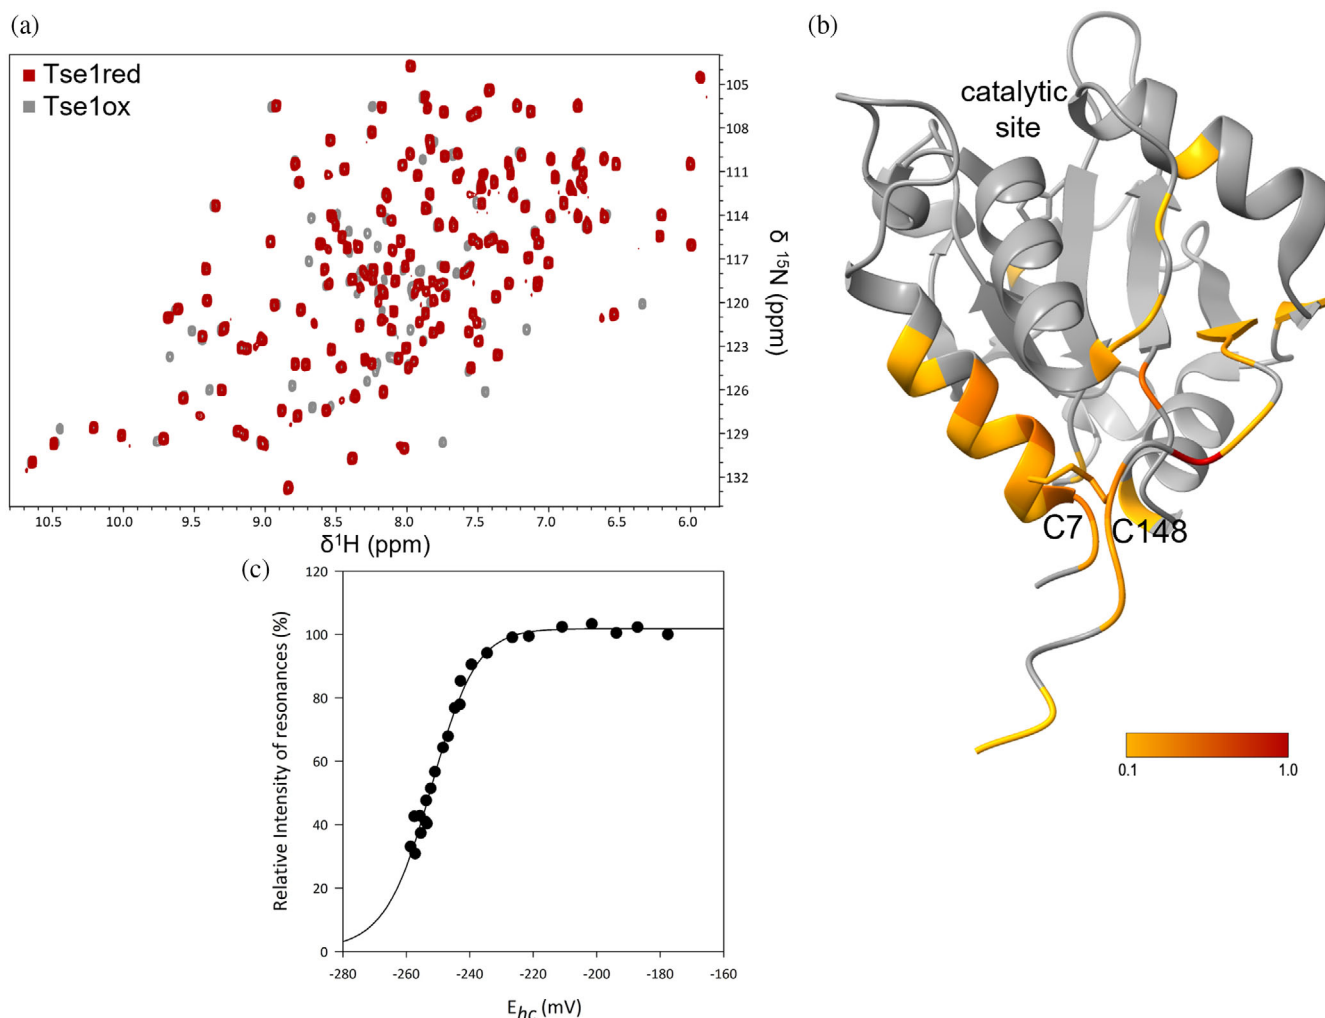 (a)
Tse1red
Tse1ox
105
108
111
114
117
120
123
126
129
132
δ ¹⁵N (ppm)
10.5 10.0 9.5 9.0 8.5 8.0 7.5 7.0 6.5 6.0
δ¹H (ppm)
(b)
catalytic
site
C7
C148
0.1 1.0
(c)
120
100
80
60
40
20
0
Relative Intensity of resonances (%)
-280 -260 -240 -220 -200 -180 -160
E_hc (mV)